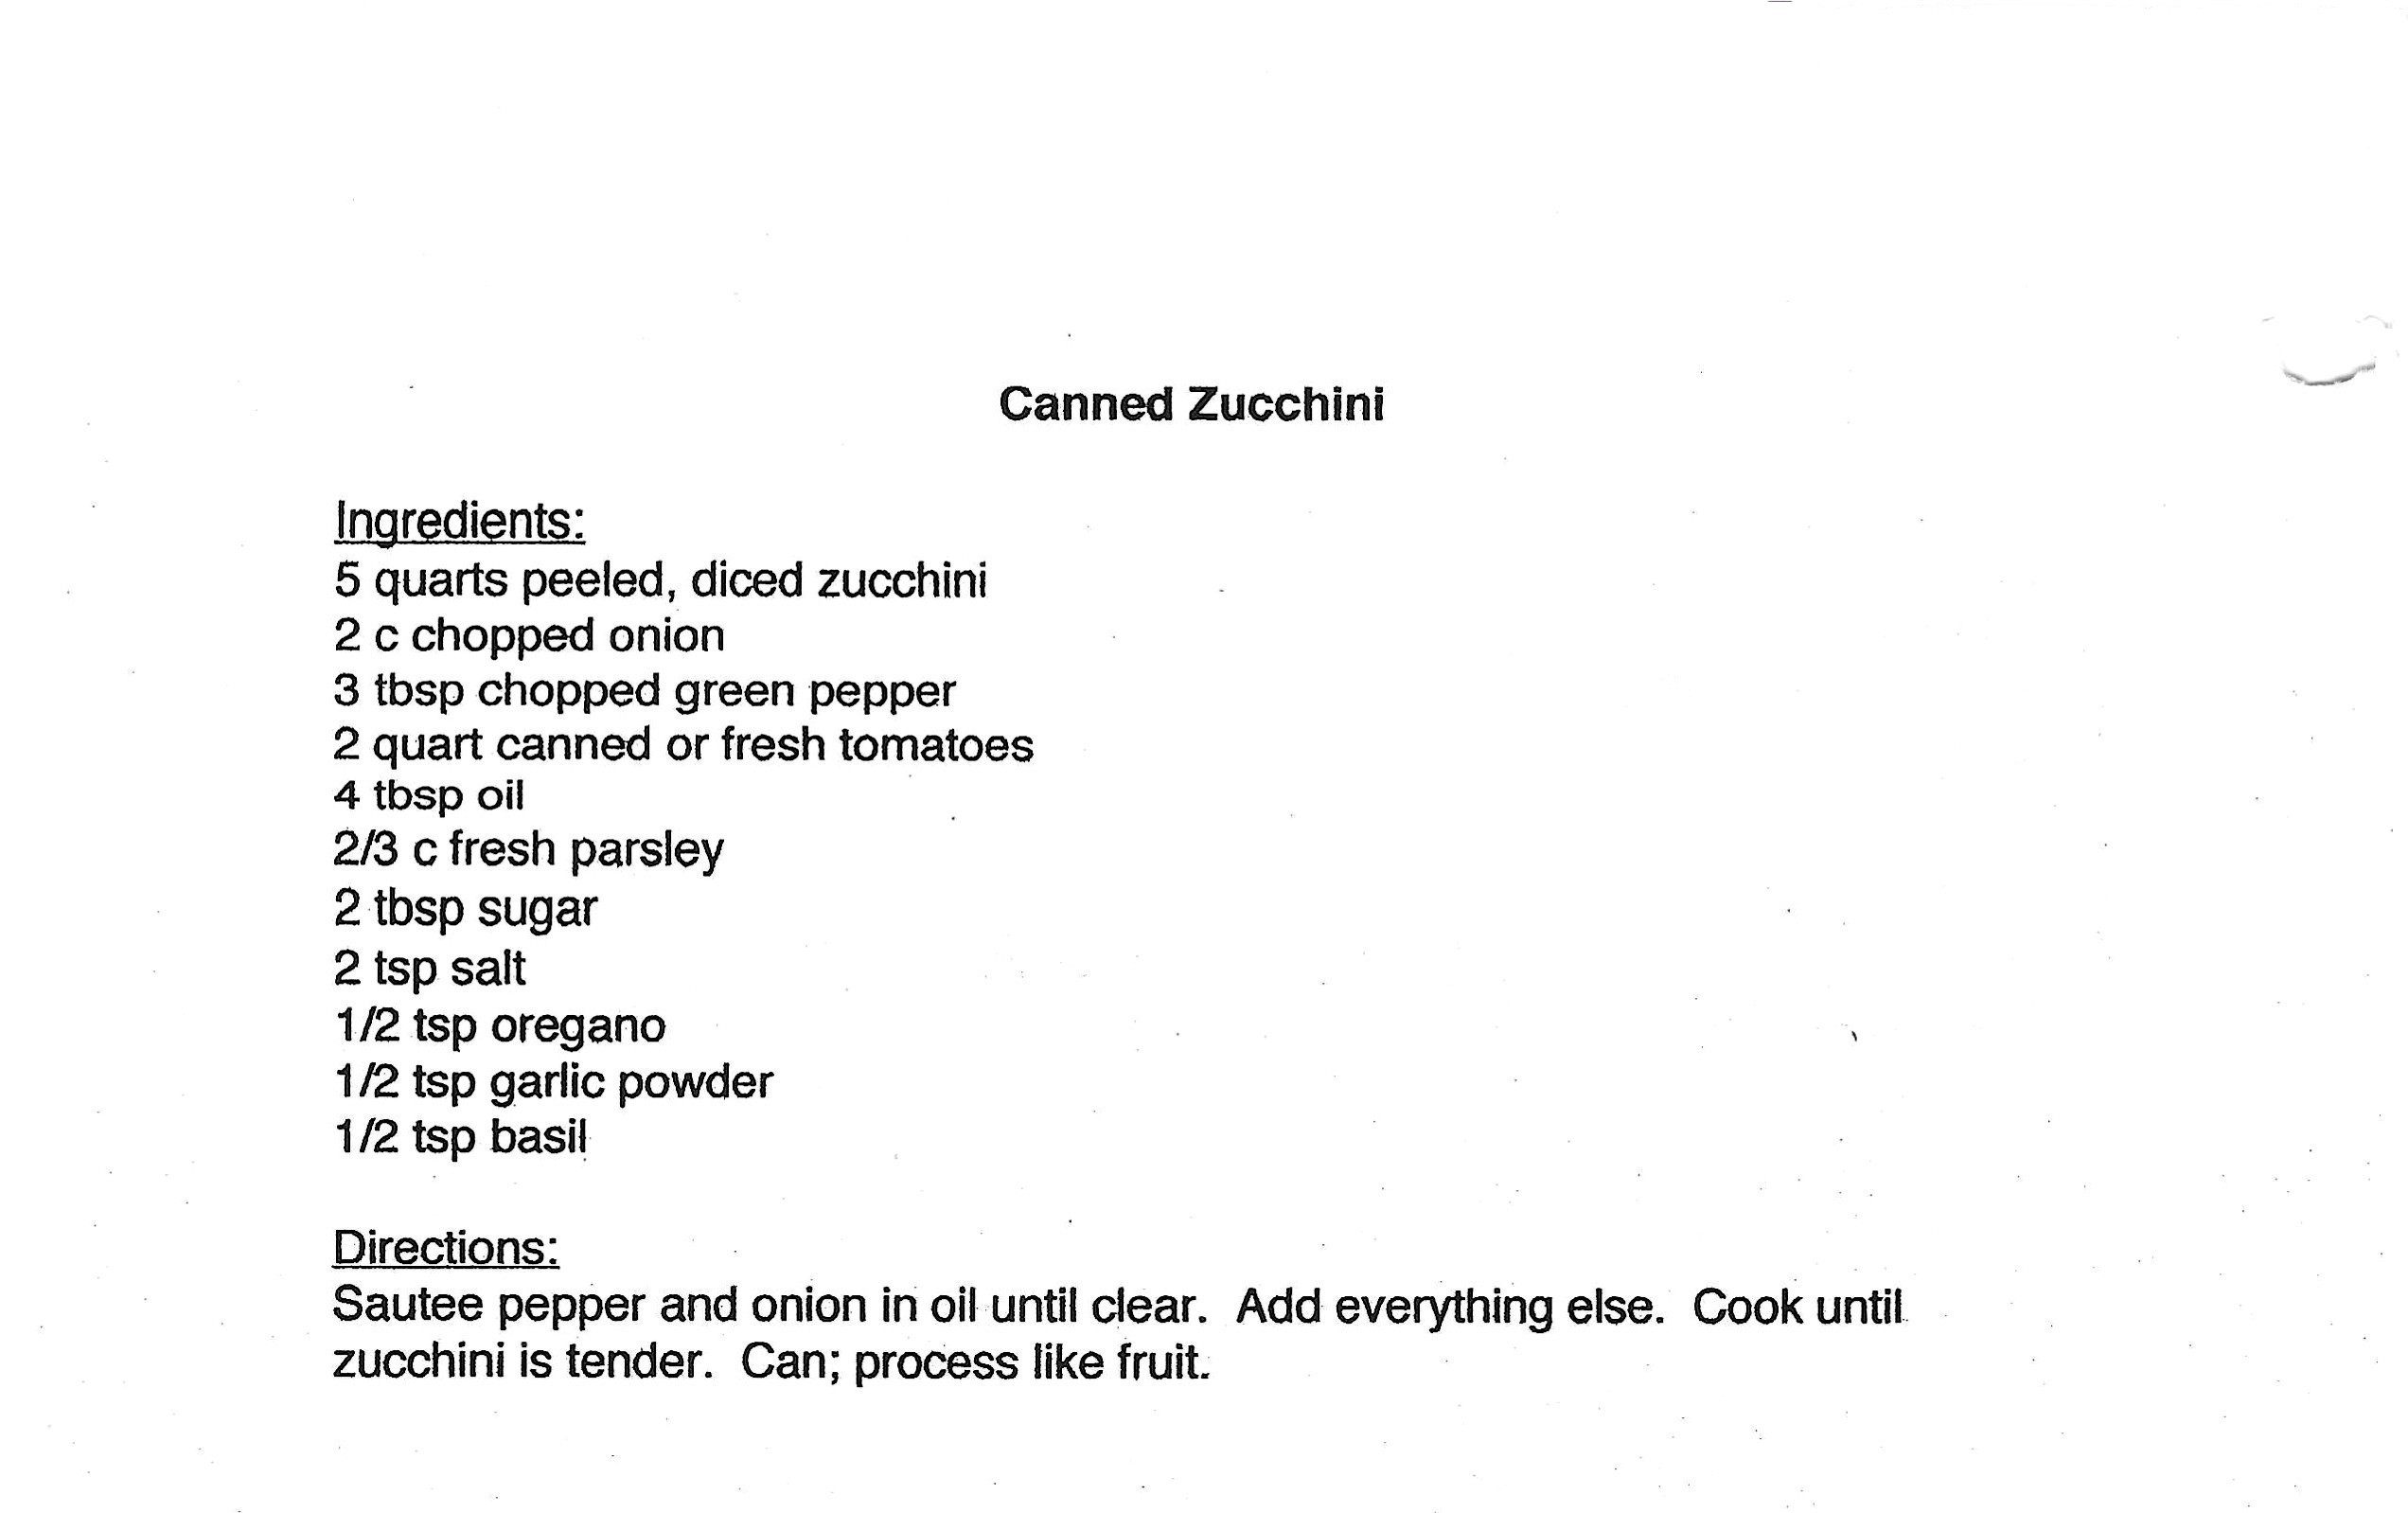 Canned Zucchini
Ingredients:
5 quarts peeled, diced zucchini
2 c chopped onion
3 tbsp chopped green pepper
2 quart canned or fresh tomatoes
4 tbsp oil
2/3 c fresh parsley
2 tbsp sugar
2 tsp salt
1/2 tsp oregano
1/2 tsp garlic powder
1/2 tsp basil
Directions:
Sautee pepper and onion in oil until clear.  Add everything else.  Cook until
zucchini is tender.  Can; process like fruit.